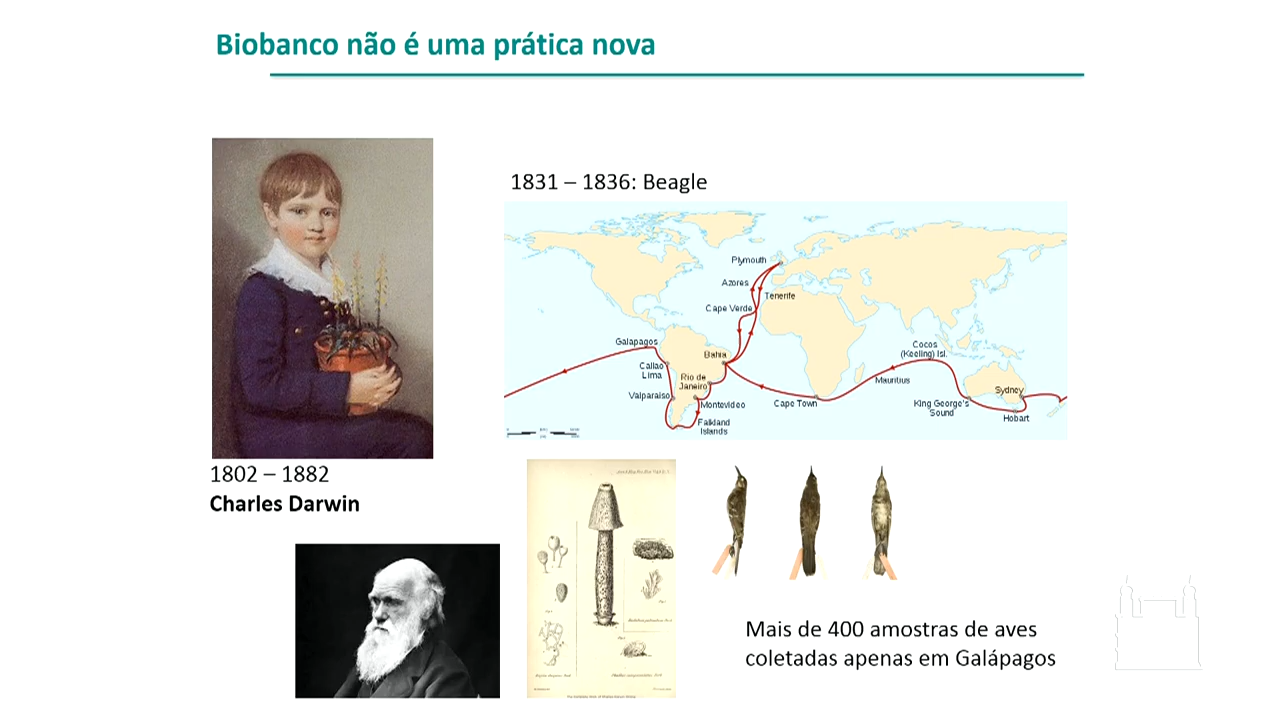 Biobanco não é uma prática nova
1831 – 1836: Beagle
Plymouth
Azores
Tenerife
Cape Verde
Galapagos
Bahia
Cocos
(Keeling) Isl.
Callao
Lima
Rio de
Janeiro
Mauritius
Sydney
Valparaiso
Montevideo
Cape Town
King George's
Sound
Hobart
Falkland
Islands
1802 – 1882
Charles Darwin
Mais de 400 amostras de aves
coletadas apenas em Galápagos